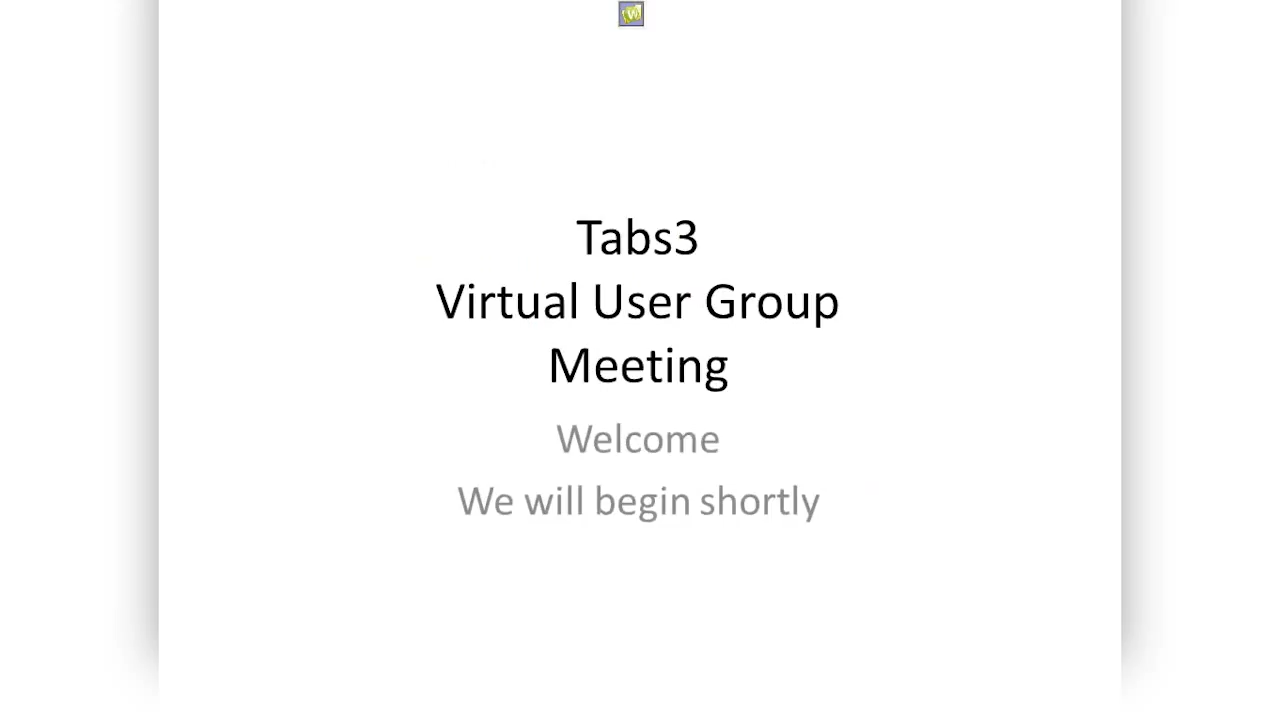 Tabs3
Virtual User Group
Meeting
Welcome
We will begin shortly